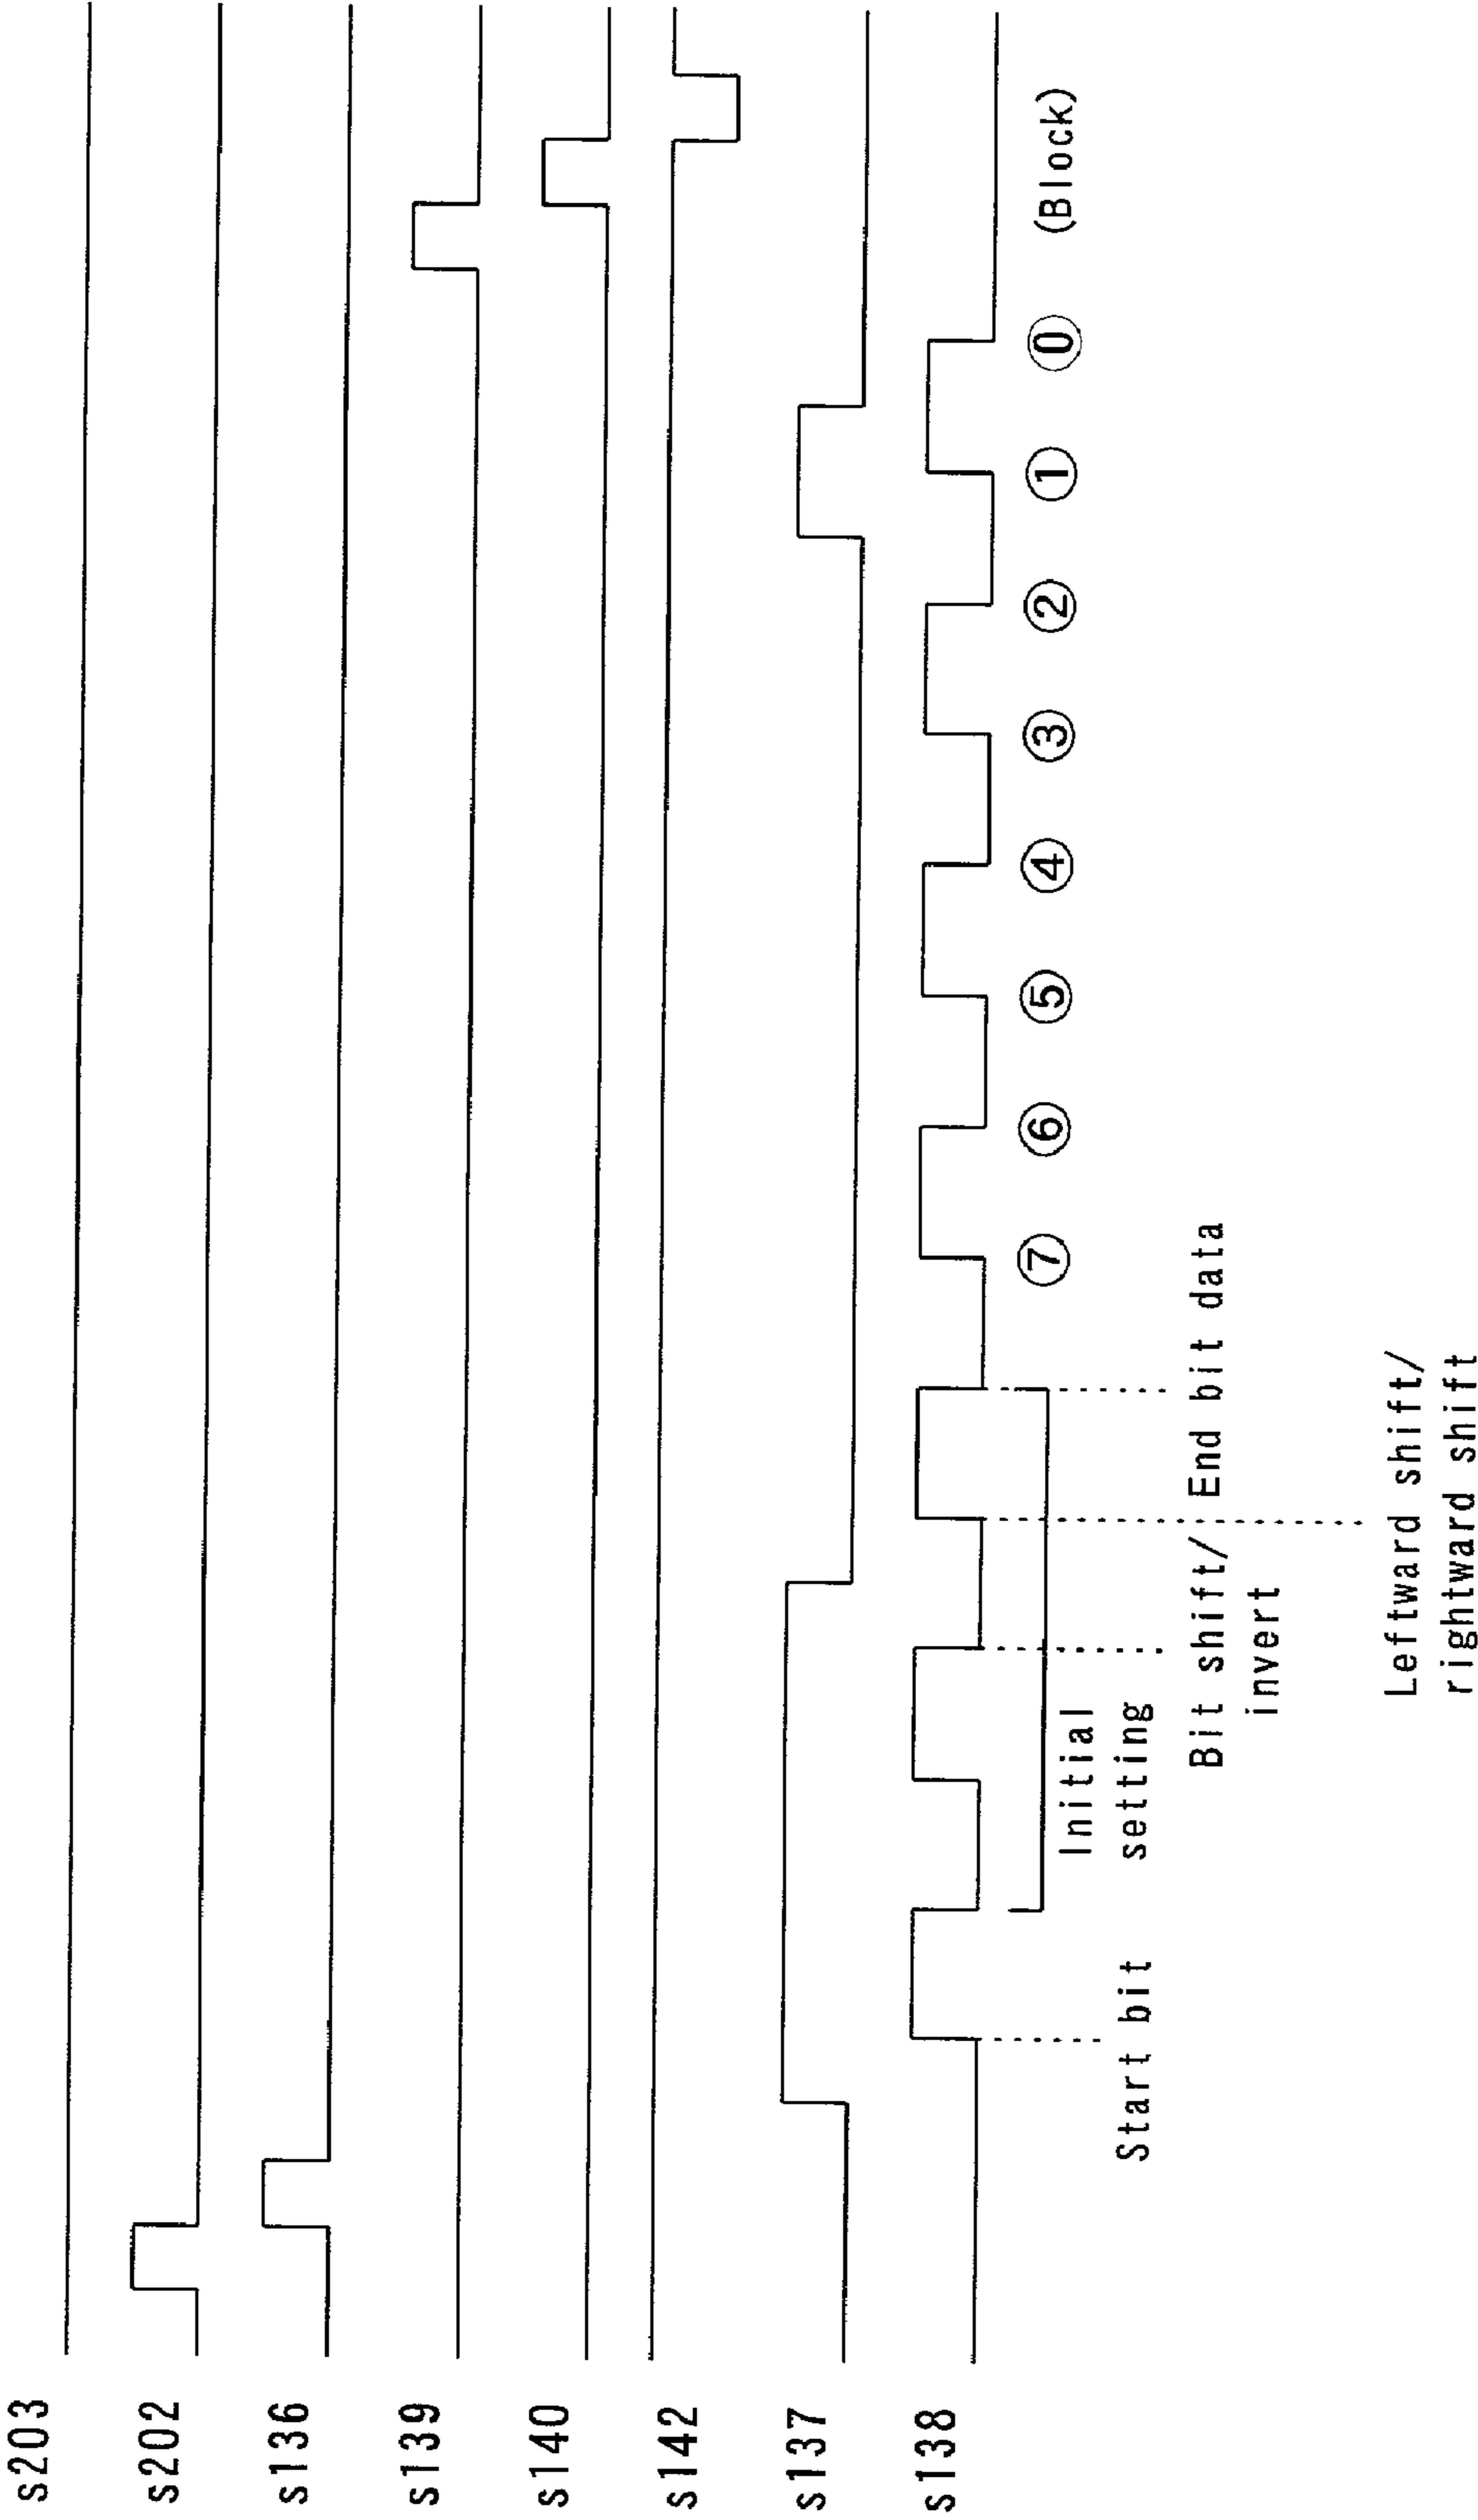 s203
s202
s136
s139
s140
s142
s137
s138
⑦ ⑥ ⑤ ④ ③ ② ① ⓪ (Block)
Start bit
Initial
setting
Bit shift/
invert
End bit data
Leftward shift/
rightward shift